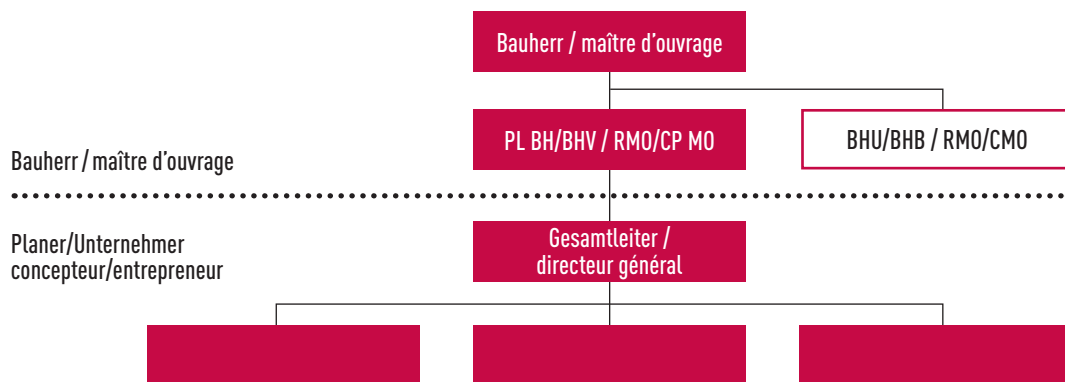 Bauherr / maître d’ouvrage
PL BH/BHV / RMO/CP MO
BHU/BHB / RMO/CMO
Bauherr / maître d’ouvrage
Planer/Unternehmer
concepteur/entrepreneur
Gesamtleiter /
directeur général